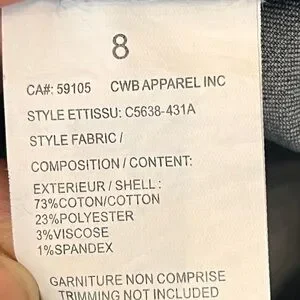 8
CA#: 59105 CWB APPAREL INC
STYLE ETTISSU: C5638-431A
STYLE FABRIC /
COMPOSITION / CONTENT:
EXTERIEUR / SHELL :
73%COTON/COTTON
23%POLYESTER
3%VISCOSE
1%SPANDEX
GARNITURE NON COMPRISE
TRIMMING NOT INCLUDED